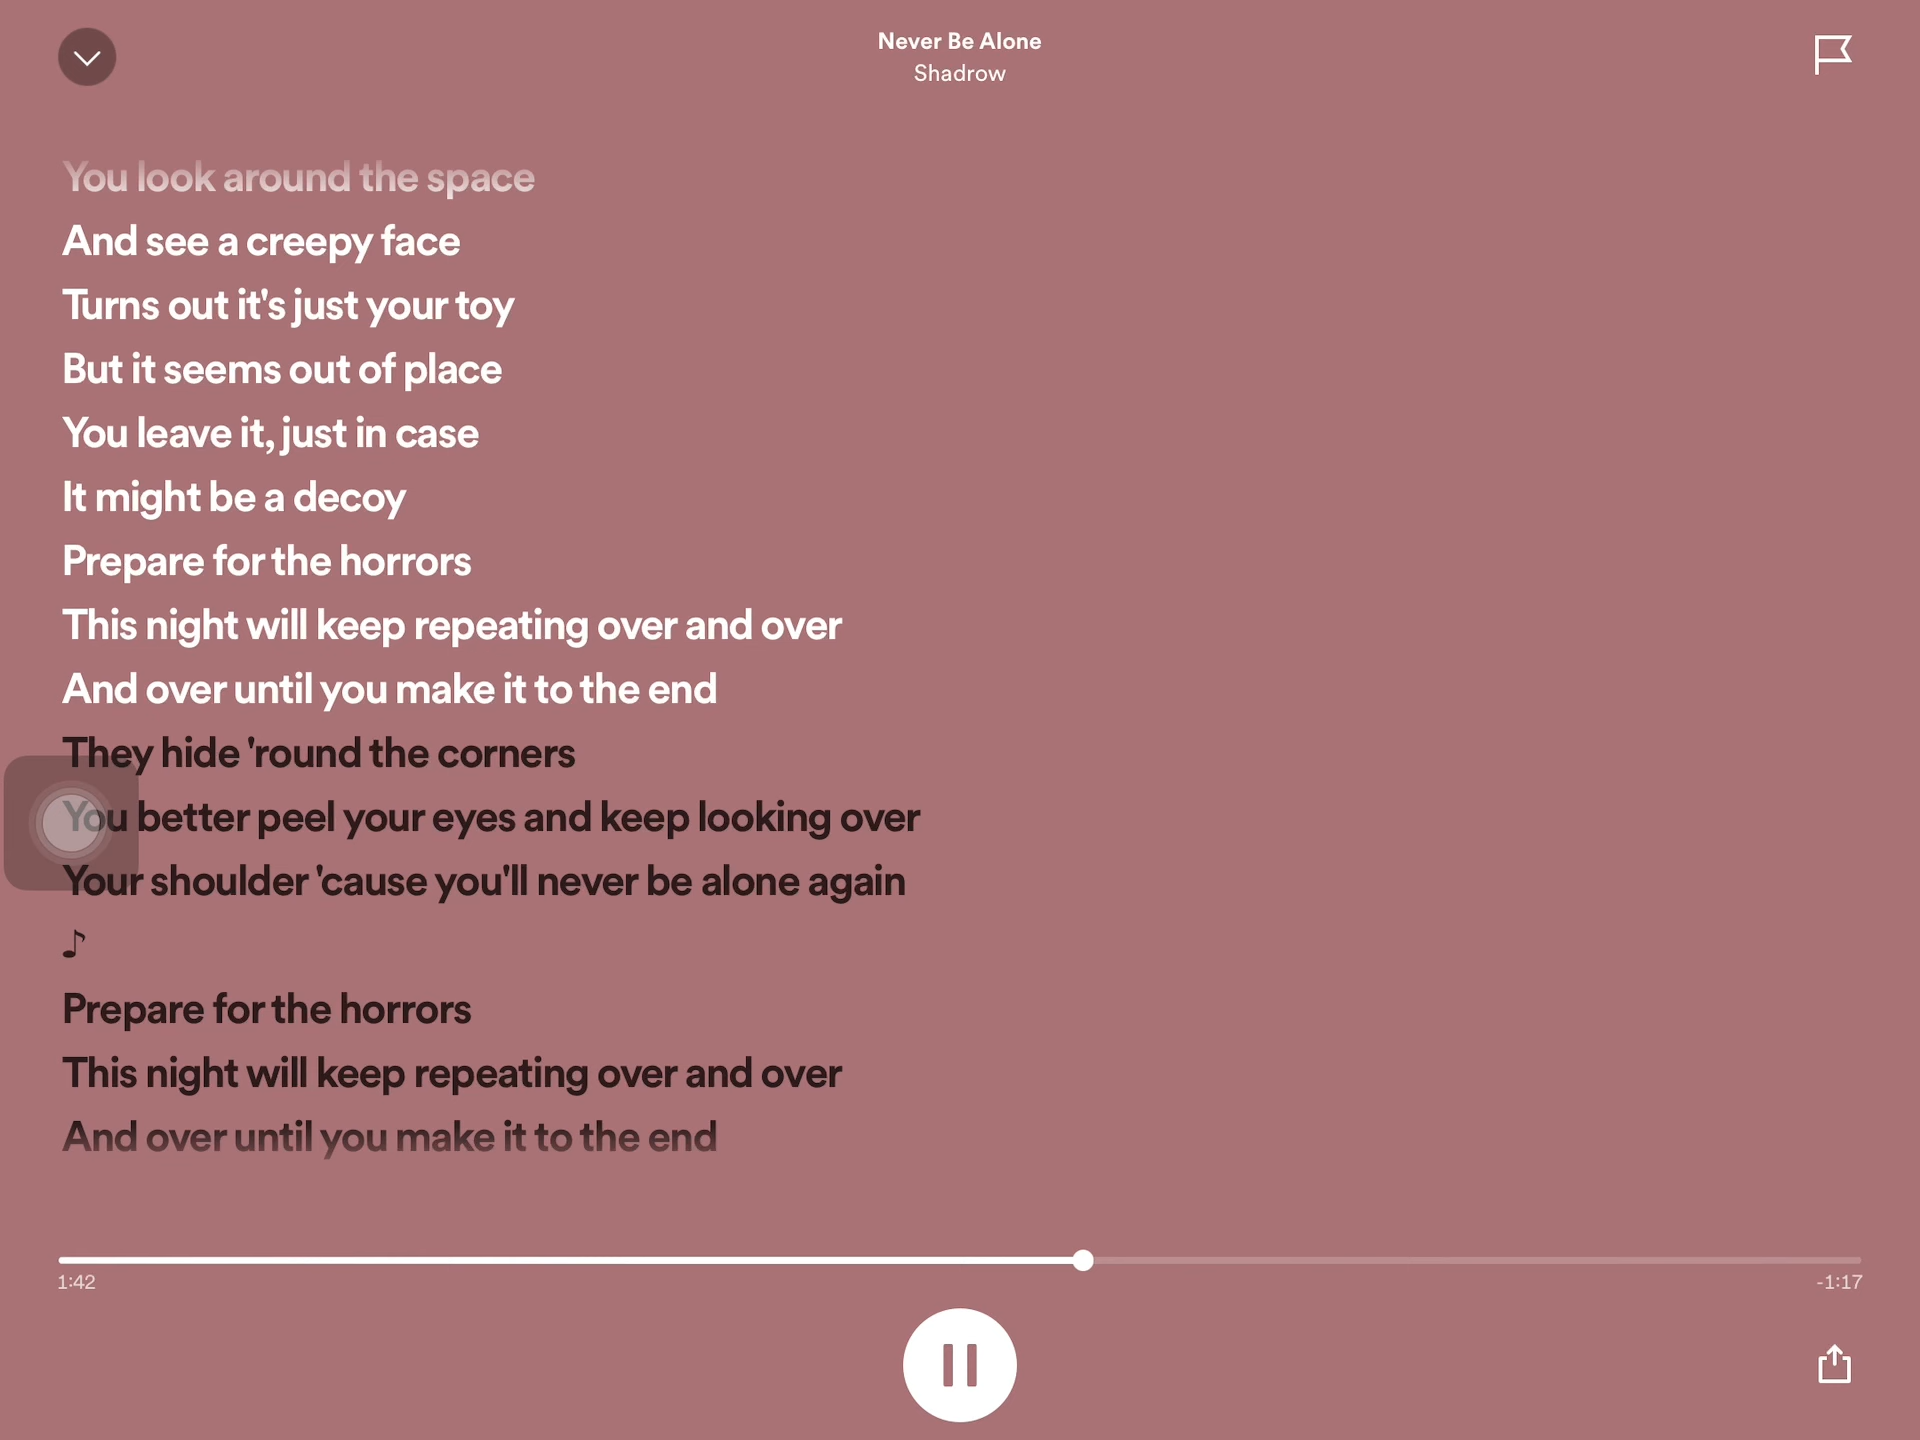 Never Be Alone
Shadrow
You look around the space
And see a creepy face
Turns out it's just your toy
But it seems out of place
You leave it, just in case
It might be a decoy
Prepare for the horrors
This night will keep repeating over and over
And over until you make it to the end
They hide 'round the corners
You better peel your eyes and keep looking over
Your shoulder 'cause you'll never be alone again
♪
Prepare for the horrors
This night will keep repeating over and over
And over until you make it to the end
1:42
-1:17